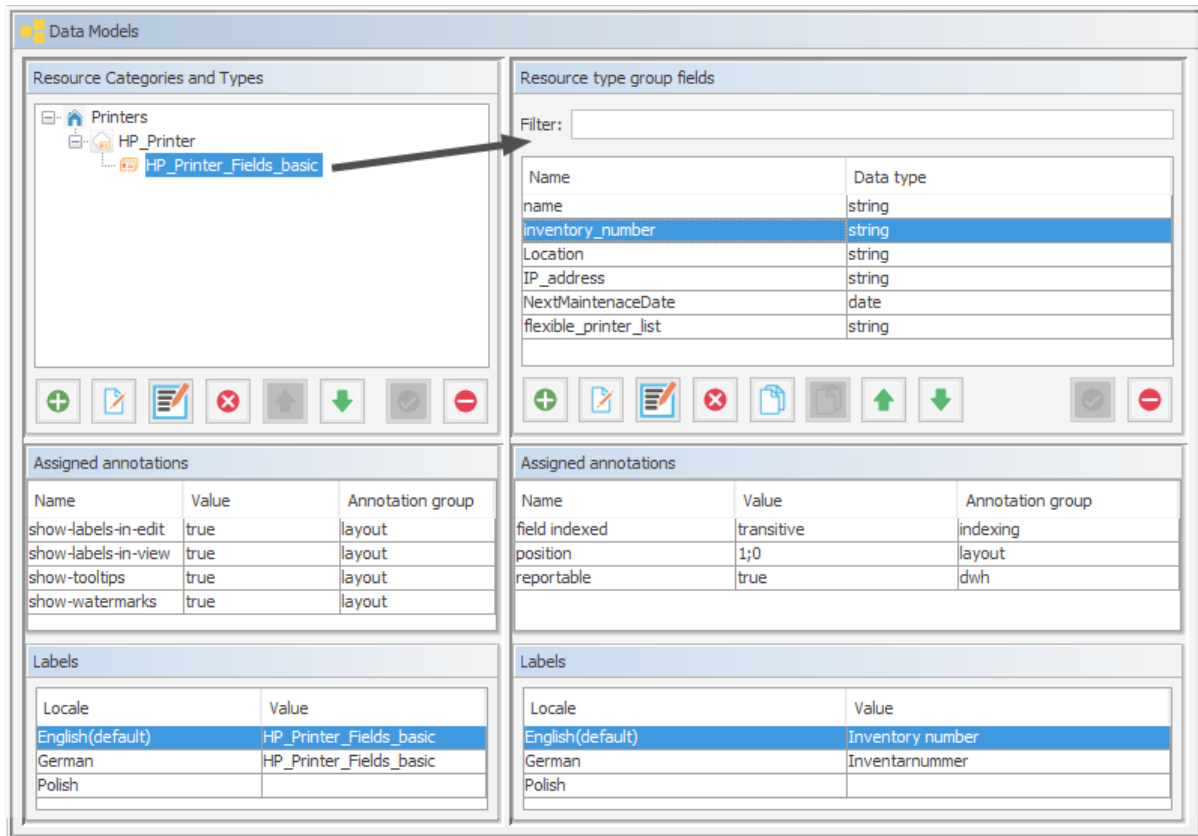 Data Models
Resource Categories and Types
Printers
HP_Printer
HP_Printer_Fields_basic
Resource type group fields
Filter:
Name Data type
name string
inventory_number string
Location string
IP_address string
NextMaintenaceDate date
flexible_printer_list string
Assigned annotations
Name Value Annotation group
show-labels-in-edit true layout
show-labels-in-view true layout
show-tooltips true layout
show-watermarks true layout
Assigned annotations
Name Value Annotation group
field indexed transitive indexing
position 1;0 layout
reportable true dwh
Labels
Locale Value
English(default) HP_Printer_Fields_basic
German HP_Printer_Fields_basic
Polish
Labels
Locale Value
English(default) Inventory number
German Inventarnummer
Polish